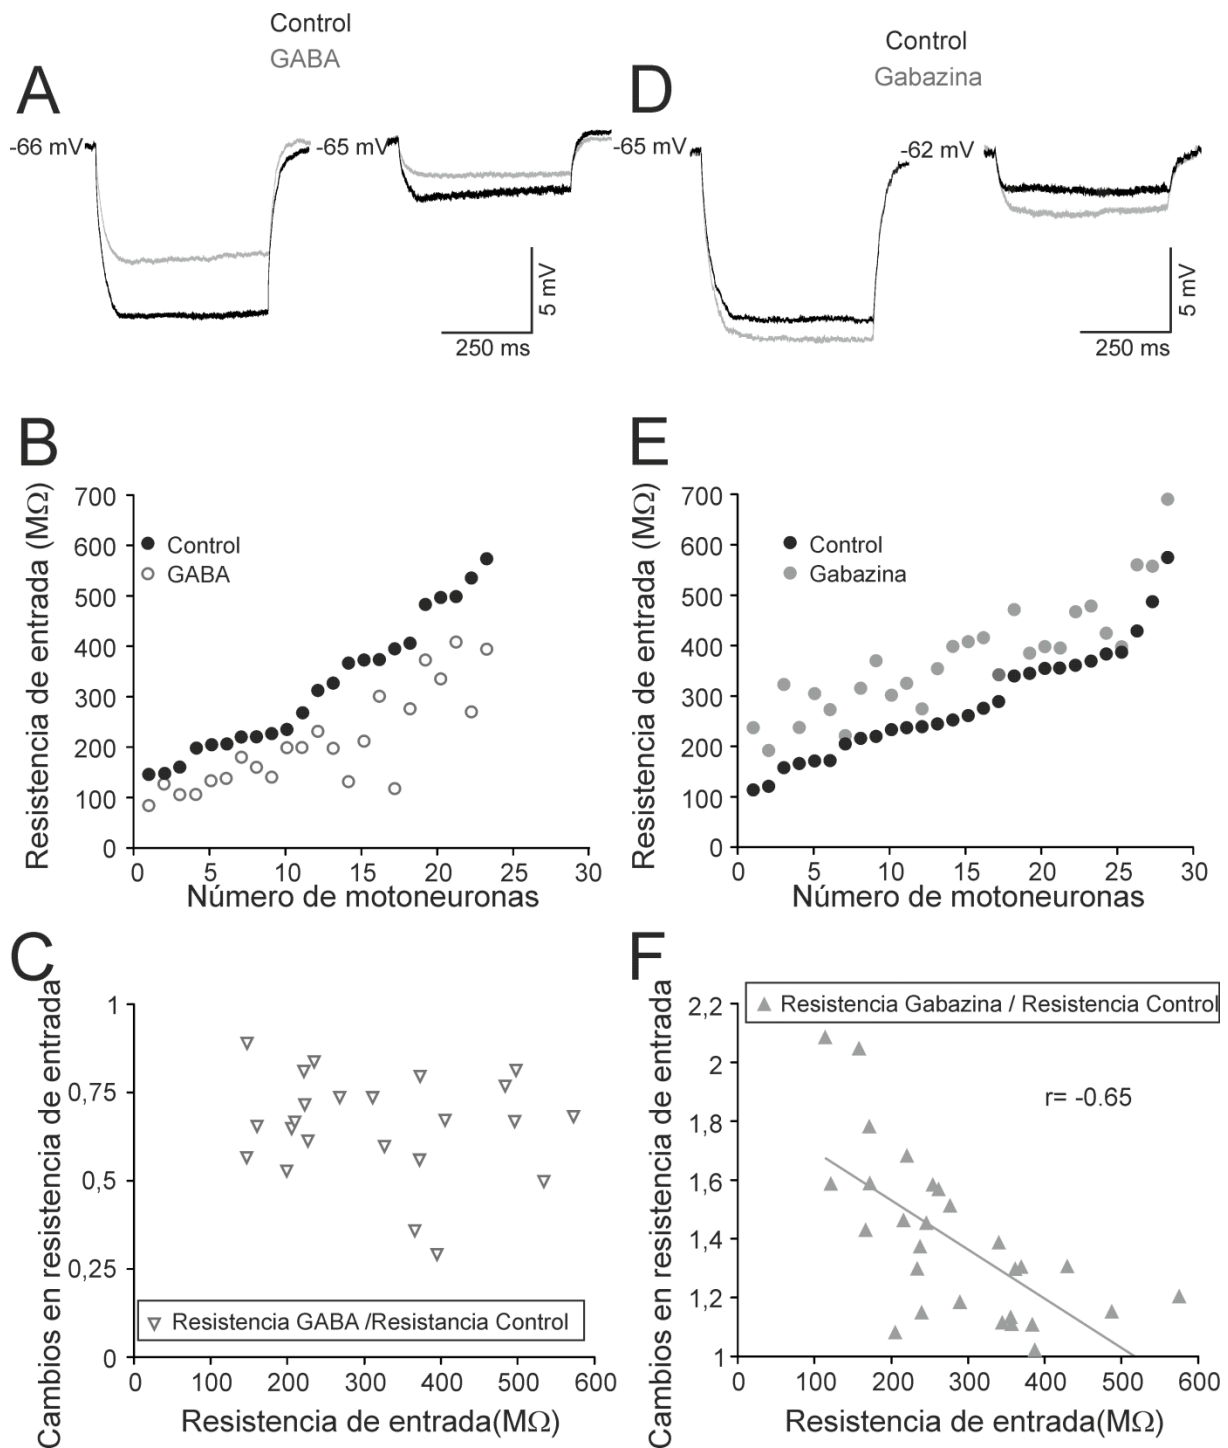 Control
GABA
A
-66 mV
-65 mV
5 mV
250 ms
Control
Gabazina
D
-65 mV
-62 mV
5 mV
250 ms
B
Resistencia de entrada (MΩ)
700
600
500
400
300
200
100
0
Control
GABA
0 5 10 15 20 25 30
Número de motoneuronas
E
Resistencia de entrada (MΩ)
700
600
500
400
300
200
100
0
Control
Gabazina
0 5 10 15 20 25 30
Número de motoneuronas
C
Cambios en resistencia de entrada
1
0,75
0,5
0,25
0
Resistencia GABA /Resistancia Control
0 100 200 300 400 500 600
Resistencia de entrada(MΩ)
F
Cambios en resistencia de entrada
2,2
2
1,8
1,6
1,4
1,2
1
Resistencia Gabazina / Resistencia Control
r= -0.65
0 100 200 300 400 500 600
Resistencia de entrada(MΩ)